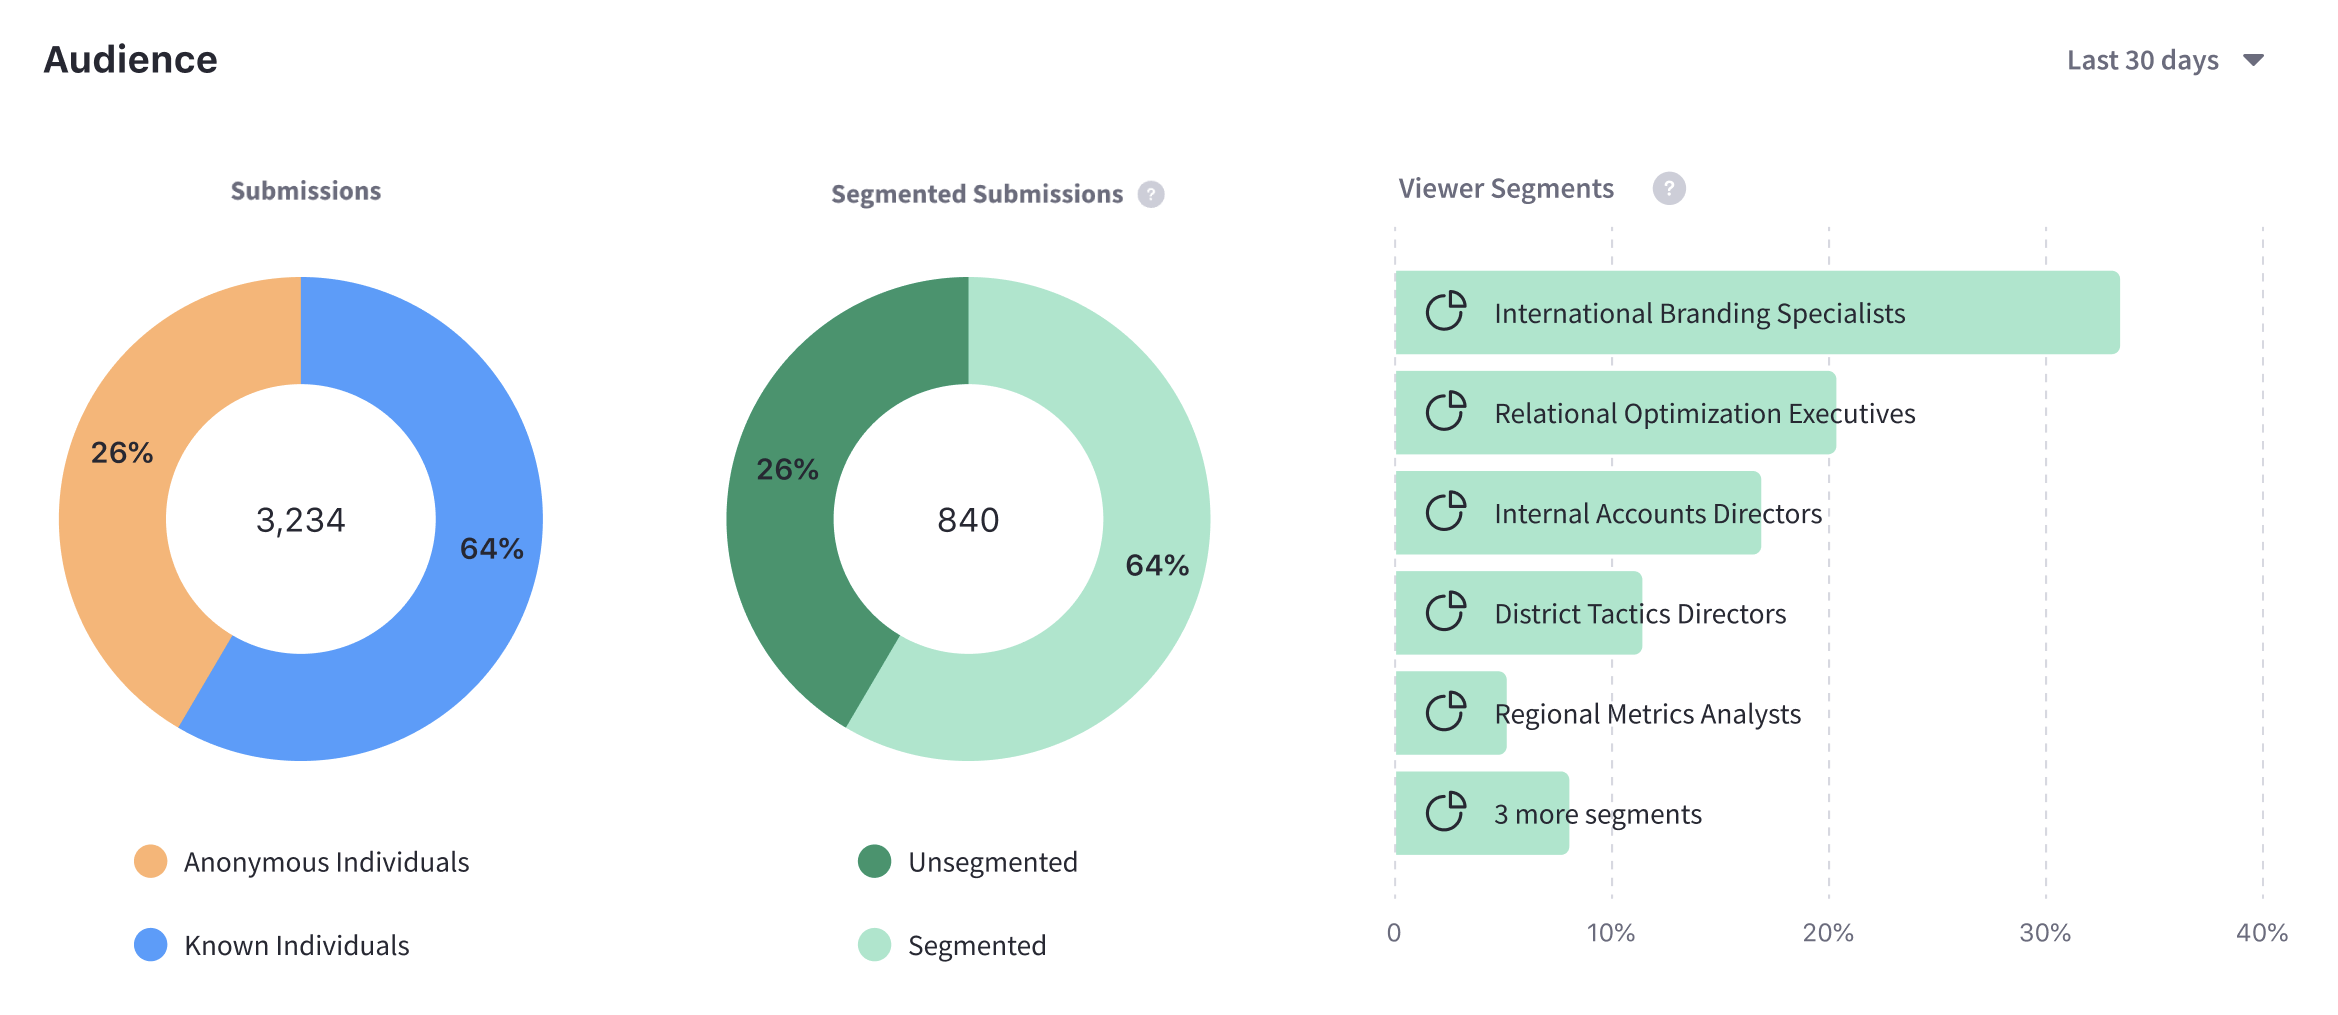 Audience
Last 30 days
Submissions
26%
3,234
64%
Anonymous Individuals
Known Individuals
Segmented Submissions ?
26%
840
64%
Unsegmented
Segmented
Viewer Segments ?
International Branding Specialists
Relational Optimization Executives
Internal Accounts Directors
District Tactics Directors
Regional Metrics Analysts
3 more segments
0 10% 20% 30% 40%